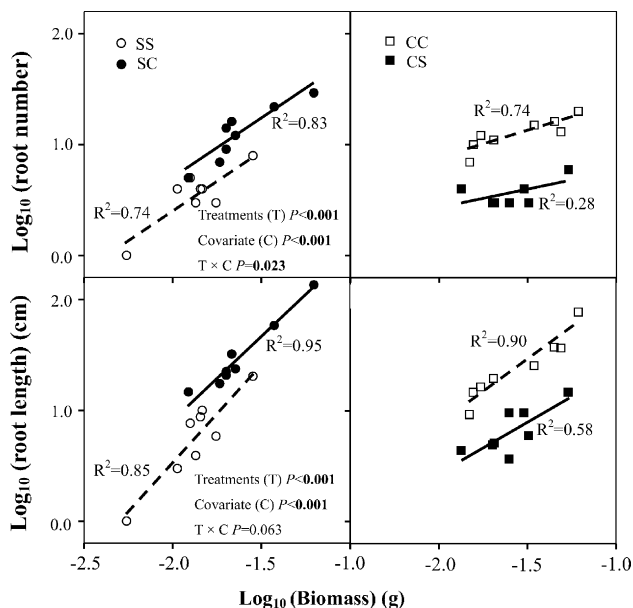 2.0
1.0
0.0
Log10 (root number)
SS
SC
R2=0.83
R2=0.74
Treatments (T) P<0.001
Covariate (C) P<0.001
T × C P=0.023
CC
CS
R2=0.74
R2=0.28
2.0
1.0
0.0
Log10 (root length) (cm)
R2=0.95
R2=0.85
Treatments (T) P<0.001
Covariate (C) P<0.001
T × C P=0.063
R2=0.90
R2=0.58
-2.5 -2.0 -1.5 -1.0 -2.0 -1.5 -1.0
Log10 (Biomass) (g)